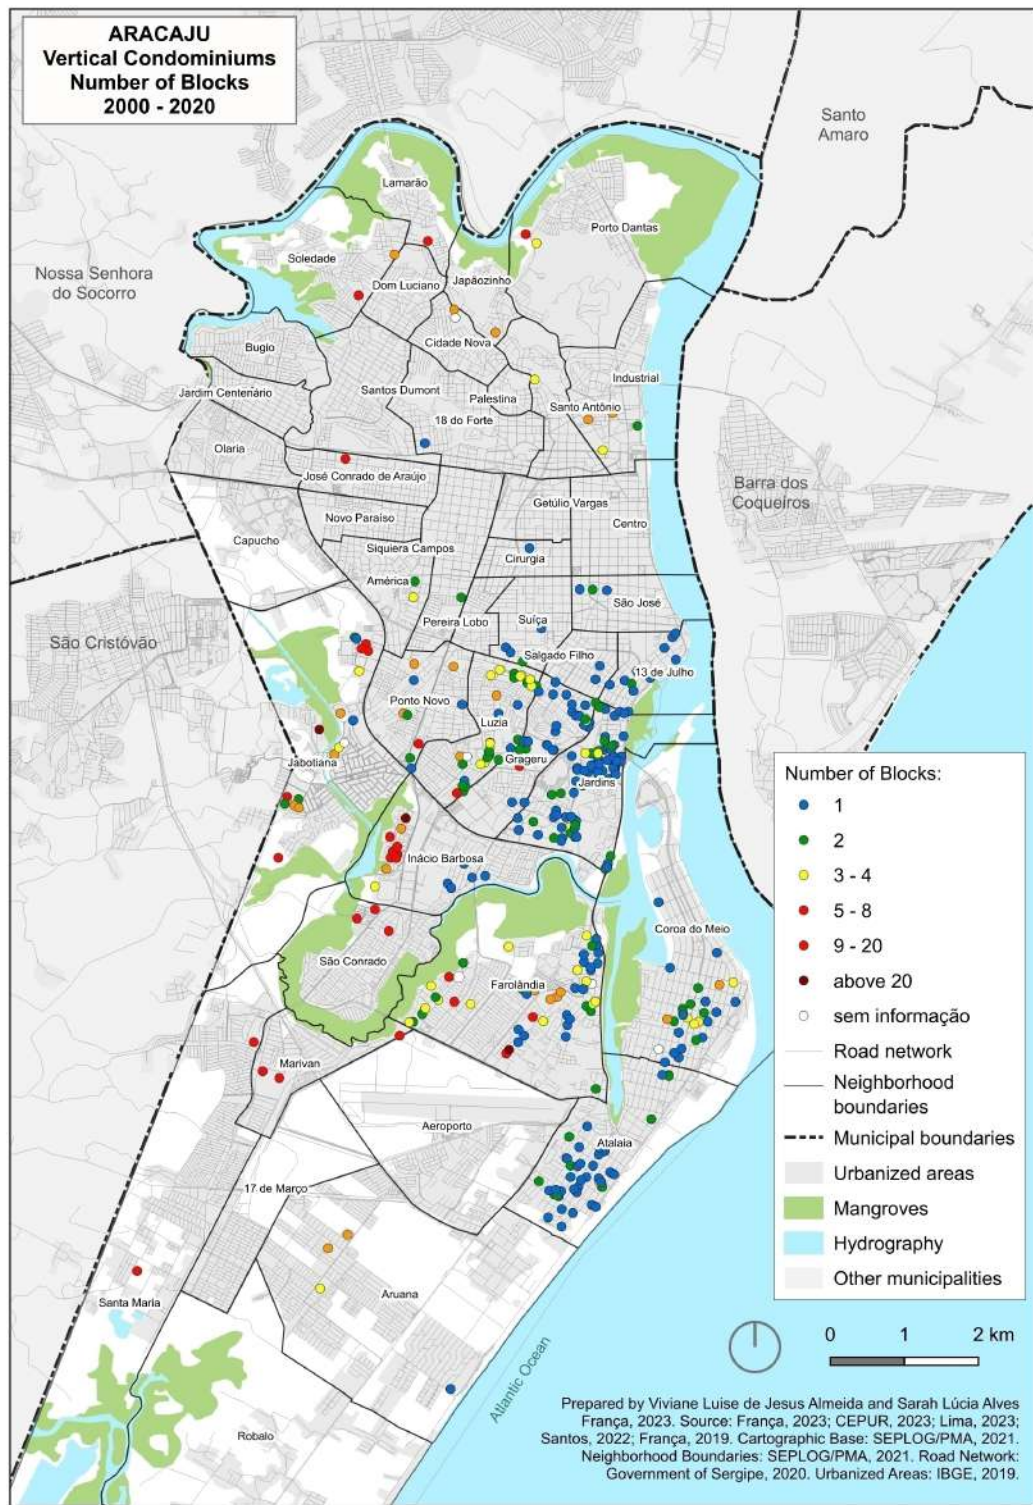 ARACAJU
Vertical Condominiums
Number of Blocks
2000 - 2020
Santo
Amaro
Lamarão
Porto Dantas
Soledade
Nossa Senhora
do Socorro
Dom Luciano
Japãozinho
Cidade Nova
Bugio
Industrial
Jardim Centenário
Santos Dumont
Palestina
Santo Antônio
18 do Forte
Olaria
José Conrado de Araújo
Barra dos
Coqueiros
Getúlio Vargas
Novo Paraíso
Centro
Capucho
Siquiera Campos
Cirurgia
América
São José
Pereira Lobo
Suíça
São Cristóvão
Salgado Filho
13 de Julho
Ponto Novo
Luzia
Jabotiana
Grageru
Jardins
Number of Blocks:
1
2
3 - 4
5 - 8
9 - 20
above 20
sem informação
Road network
Neighborhood
boundaries
Municipal boundaries
Urbanized areas
Mangroves
Hydrography
Other municipalities
Inácio Barbosa
Coroa do Meio
São Conrado
Farolândia
Marivan
Aeroporto
Atalaia
17 de Março
Aruana
Santa Maria
0 1 2 km
Atlantic Ocean
Robalo
Prepared by Viviane Luise de Jesus Almeida and Sarah Lúcia Alves
França, 2023. Source: França, 2023; CEPUR, 2023; Lima, 2023;
Santos, 2022; França, 2019. Cartographic Base: SEPLOG/PMA, 2021.
Neighborhood Boundaries: SEPLOG/PMA, 2021. Road Network:
Government of Sergipe, 2020. Urbanized Areas: IBGE, 2019.